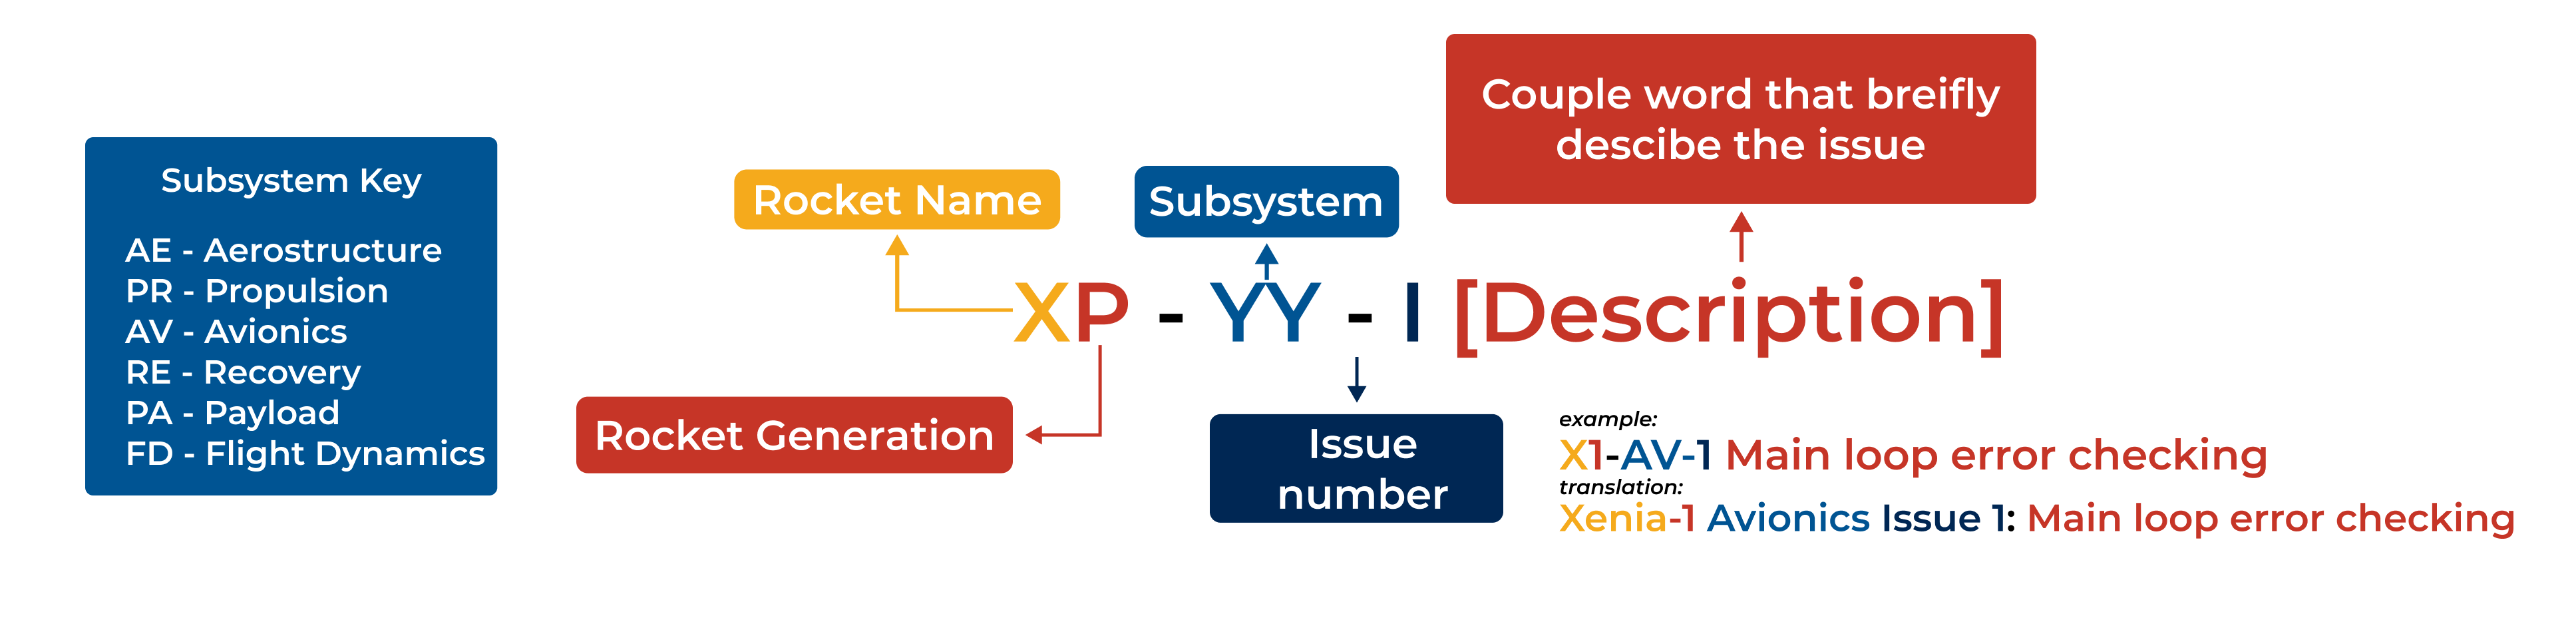 Subsystem Key
AE - Aerostructure
PR - Propulsion
AV - Avionics
RE - Recovery
PA - Payload
FD - Flight Dynamics
Rocket Name
Subsystem
Couple word that breifly
descibe the issue
XP - YY - I [Description]
Rocket Generation
Issue
number
example:
X1-AV-1 Main loop error checking
translation:
Xenia-1 Avionics Issue 1: Main loop error checking